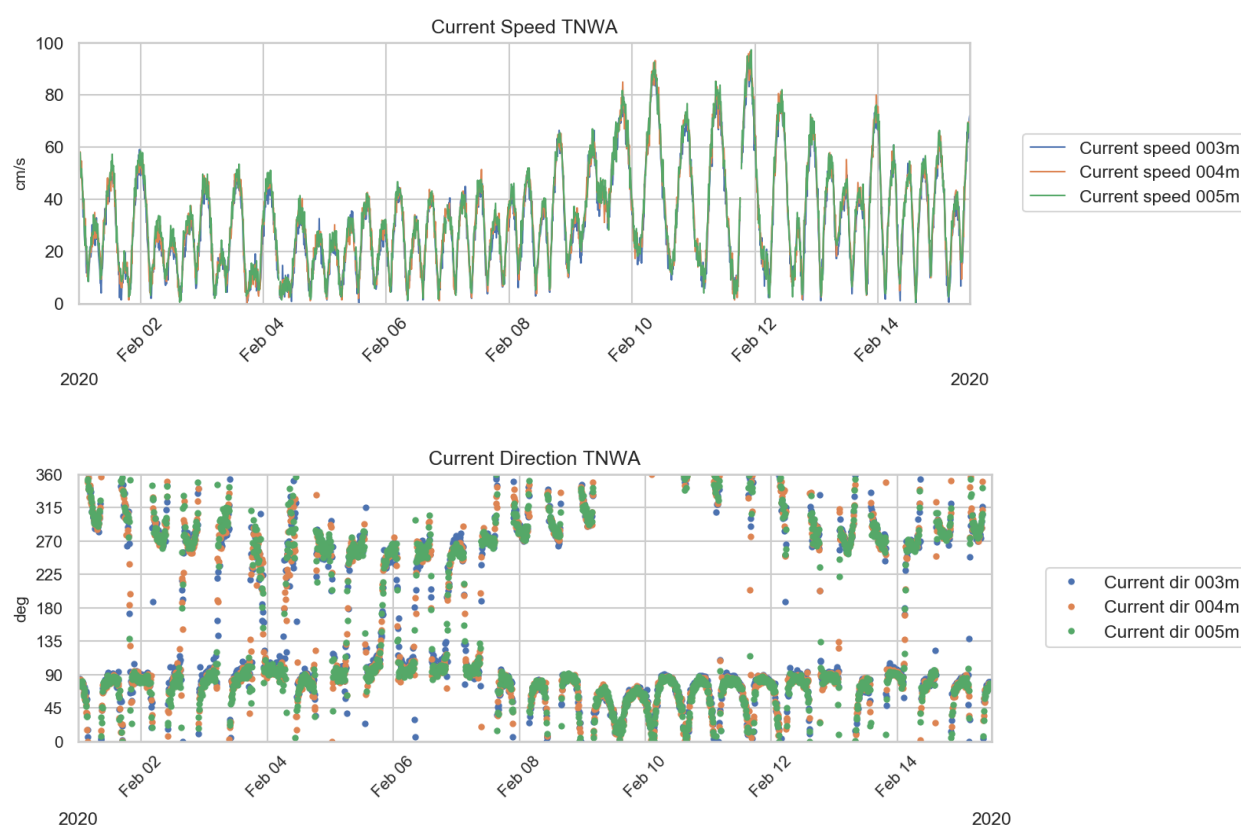 Current Speed TNWA
100
80
60
40
20
0
cm/s
Feb 02
Feb 04
Feb 06
Feb 08
Feb 10
Feb 12
Feb 14
2020
2020
Current speed 003m
Current speed 004m
Current speed 005m
Current Direction TNWA
360
315
270
225
180
135
90
45
0
deg
Feb 02
Feb 04
Feb 06
Feb 08
Feb 10
Feb 12
Feb 14
2020
2020
Current dir 003m
Current dir 004m
Current dir 005m